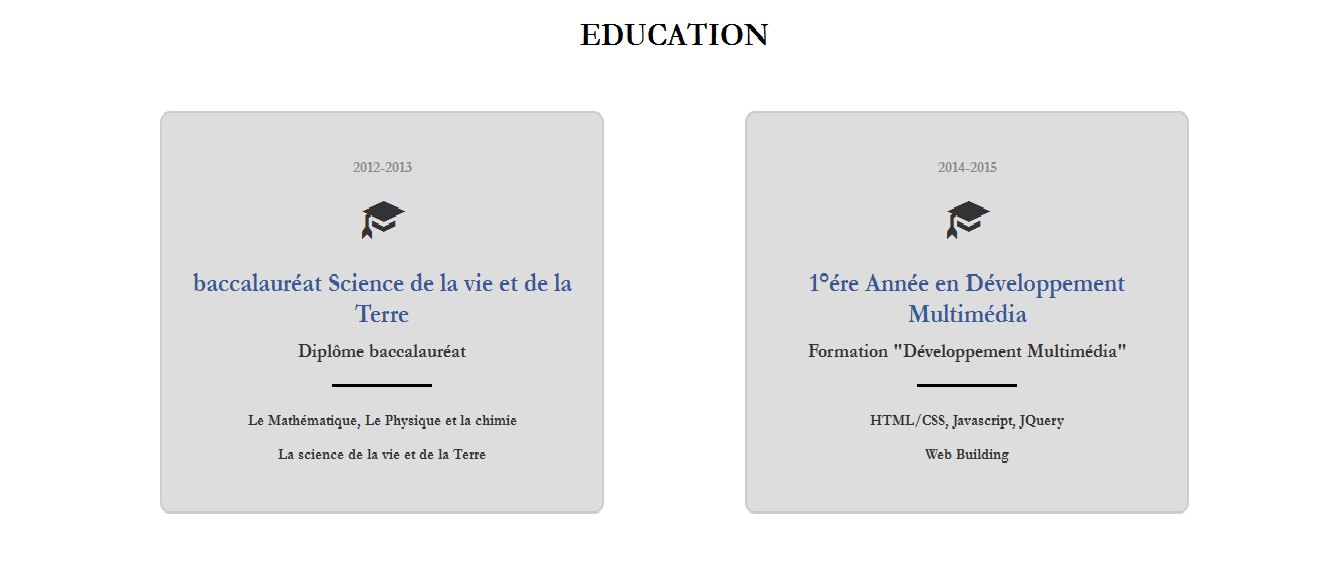 EDUCATION
2012-2013
baccalauréat Science de la vie et de la
Terre
Diplôme baccalauréat
Le Mathématique, Le Physique et la chimie
La science de la vie et de la Terre
2014-2015
1°ére Année en Développement
Multimédia
Formation "Développement Multimédia"
HTML/CSS, Javascript, JQuery
Web Building